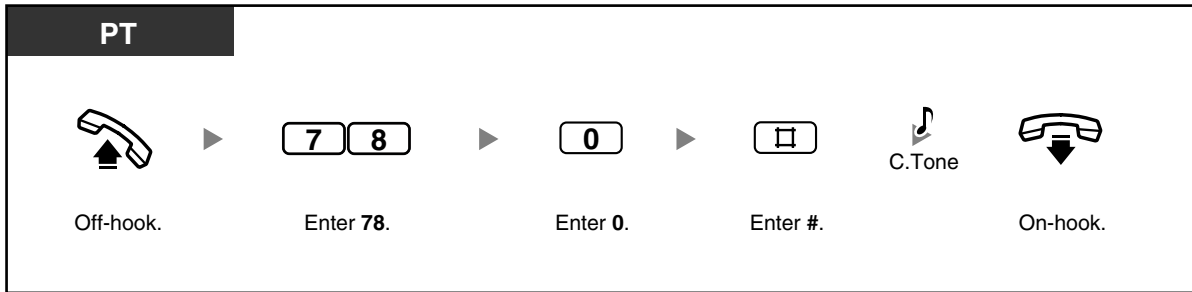 PT
7 8 0 #
C.Tone
Off-hook. Enter 78. Enter 0. Enter #. On-hook.